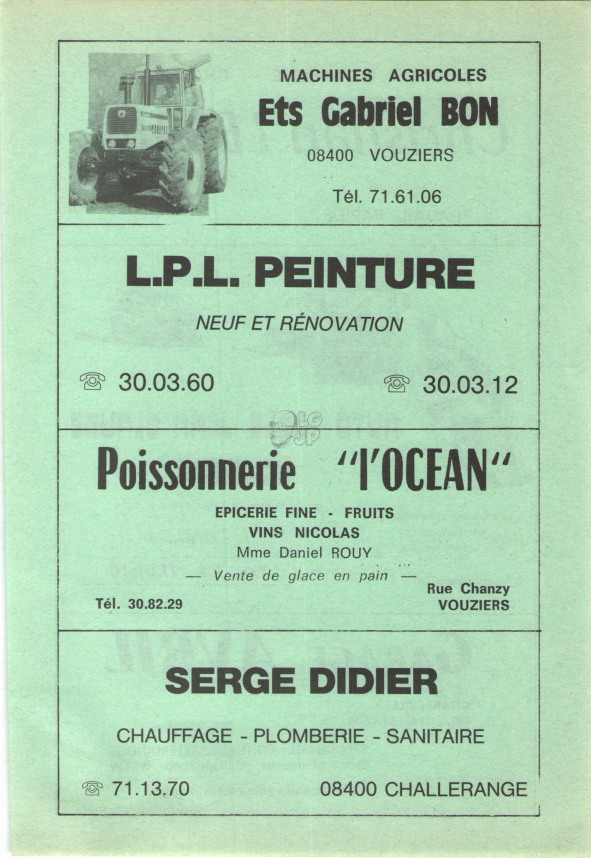 MACHINES AGRICOLES
Ets Gabriel BON
08400 VOUZIERS
Tél. 71.61.06
L.P.L. PEINTURE
NEUF ET RÉNOVATION
☏ 30.03.60 ☏ 30.03.12
LG
JP
Poissonnerie "l'OCEAN"
EPICERIE FINE - FRUITS
VINS NICOLAS
Mme Daniel ROUY
— Vente de glace en pain —
Rue Chanzy
Tél. 30.82.29 VOUZIERS
SERGE DIDIER
CHAUFFAGE - PLOMBERIE - SANITAIRE
☏ 71.13.70 08400 CHALLERANGE